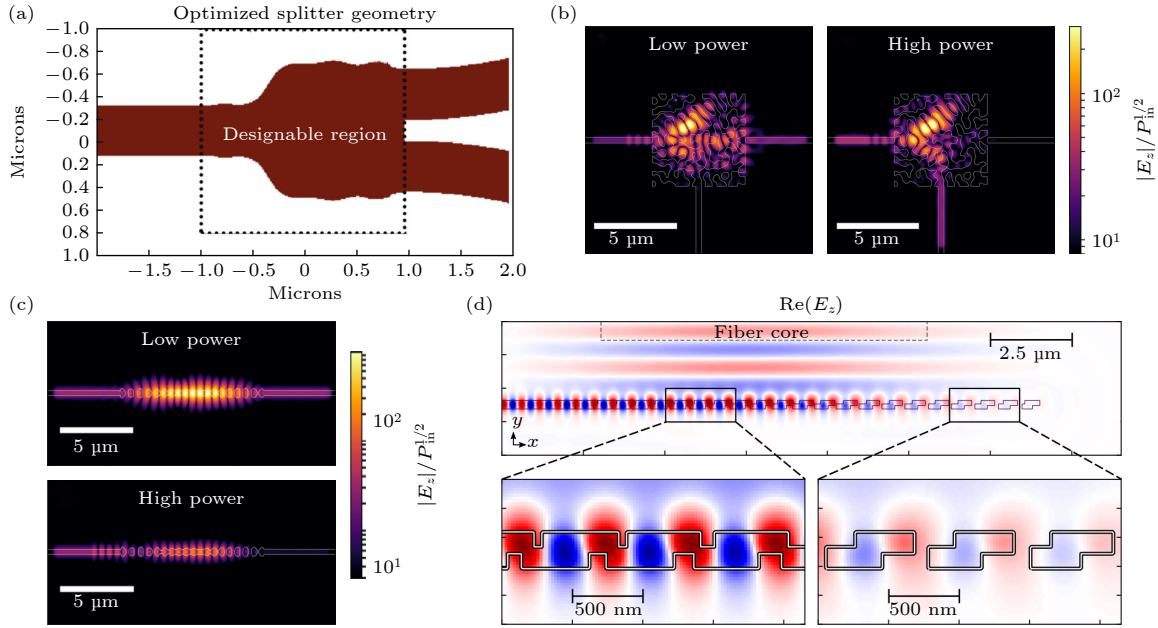 (a)
Optimized splitter geometry
−1.0
−0.8
−0.6
−0.4
−0.2
0
0.2
0.4
0.6
0.8
1.0
Microns
Designable region
−1.5
−1.0
−0.5
0
0.5
1.0
1.5
2.0
Microns
(b)
Low power
5 µm
High power
5 µm
10²
10¹
|E_z|/P_in^1/2
(c)
Low power
5 µm
High power
5 µm
10²
10¹
|E_z|/P_in^1/2
(d)
Re(E_z)
Fiber core
2.5 µm
y
x
500 nm
500 nm